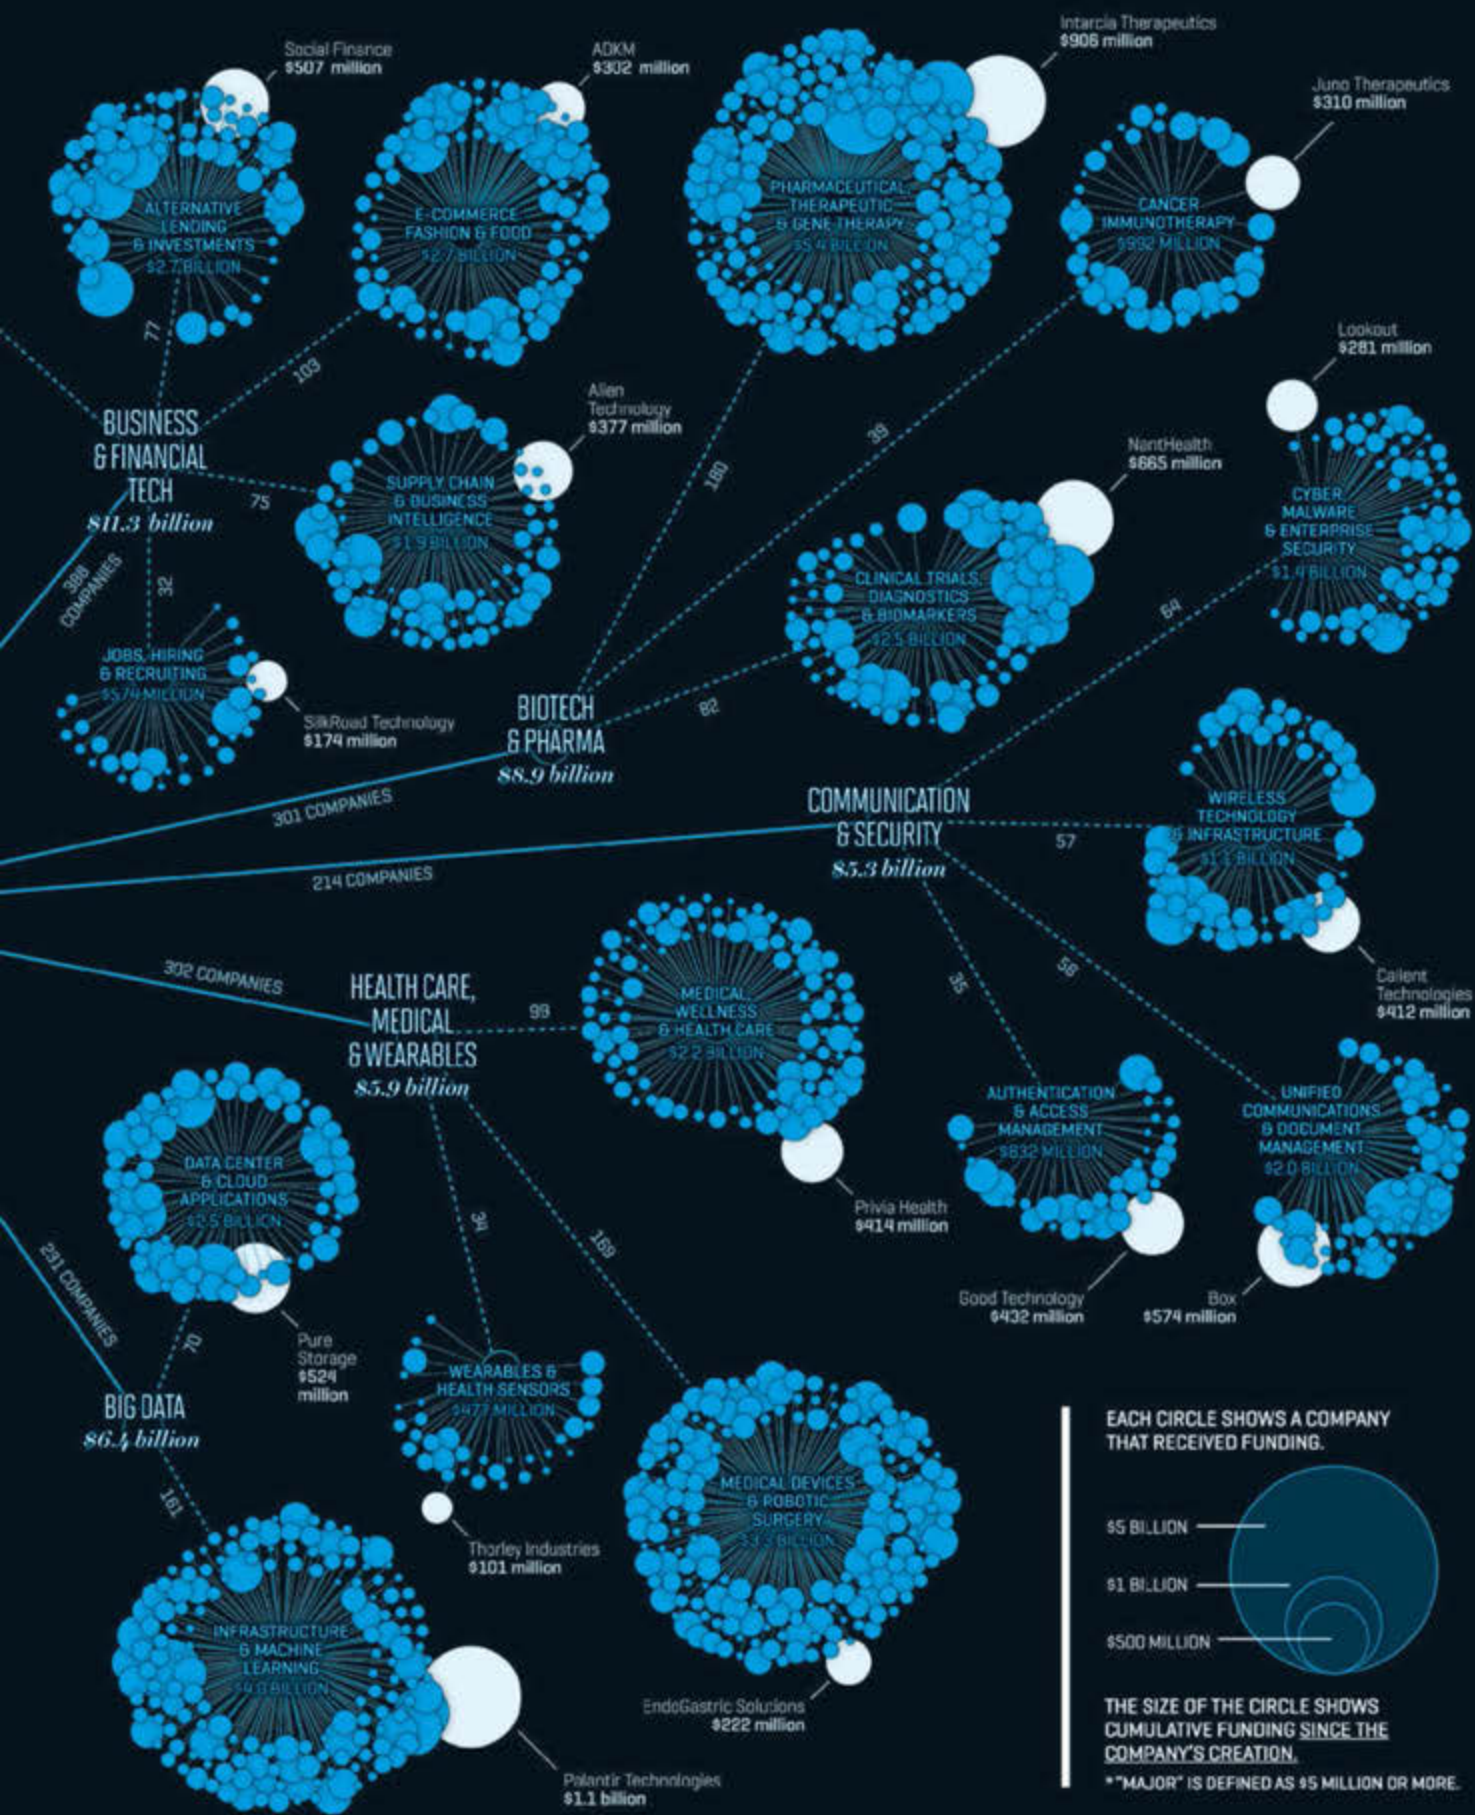 Social Finance
$507 million
ADKM
$302 million
Intarcia Therapeutics
$906 million
Juno Therapeutics
$310 million
ALTERNATIVE
LENDING
& INVESTMENTS
$2.7 BILLION
E-COMMERCE
FASHION & FOOD
$2.7 BILLION
PHARMACEUTICAL,
THERAPEUTIC
& GENE THERAPY
$5.4 BILLION
CANCER
IMMUNOTHERAPY
$992 MILLION
77
103
180
39
Lookout
$281 million
BUSINESS
& FINANCIAL
TECH
$11.3 billion
388
COMPANIES
75
32
Alien
Technology
$377 million
SUPPLY CHAIN
& BUSINESS
INTELLIGENCE
$1.9 BILLION
NantHealth
$665 million
CYBER,
MALWARE
& ENTERPRISE
SECURITY
$1.4 BILLION
CLINICAL TRIALS,
DIAGNOSTICS
& BIOMARKERS
$2.5 BILLION
64
JOBS, HIRING
& RECRUITING
$574 MILLION
SilkRoad Technology
$174 million
BIOTECH
& PHARMA
$8.9 billion
82
301 COMPANIES
COMMUNICATION
& SECURITY
$5.3 billion
57
WIRELESS
TECHNOLOGY
& INFRASTRUCTURE
$1.1 BILLION
214 COMPANIES
35
58
Calient
Technologies
$412 million
302 COMPANIES
HEALTH CARE,
MEDICAL
& WEARABLES
$5.9 billion
99
MEDICAL,
WELLNESS
& HEALTH CARE
$2.2 BILLION
Privia Health
$414 million
AUTHENTICATION
& ACCESS
MANAGEMENT
$832 MILLION
UNIFIED
COMMUNICATIONS
& DOCUMENT
MANAGEMENT
$2.0 BILLION
Good Technology
$432 million
Box
$574 million
DATA CENTER
& CLOUD
APPLICATIONS
$2.5 BILLION
34
169
231 COMPANIES
70
Pure
Storage
$524
million
BIG DATA
$6.4 billion
161
WEARABLES &
HEALTH SENSORS
$477 MILLION
Thorley Industries
$101 million
MEDICAL DEVICES
& ROBOTIC
SURGERY
$3.3 BILLION
EndoGastric Solutions
$222 million
INFRASTRUCTURE
& MACHINE
LEARNING
$4.0 BILLION
Palantir Technologies
$1.1 billion
EACH CIRCLE SHOWS A COMPANY
THAT RECEIVED FUNDING.
$5 BILLION
$1 BILLION
$500 MILLION
THE SIZE OF THE CIRCLE SHOWS
CUMULATIVE FUNDING SINCE THE
COMPANY'S CREATION.
*"MAJOR" IS DEFINED AS $5 MILLION OR MORE.